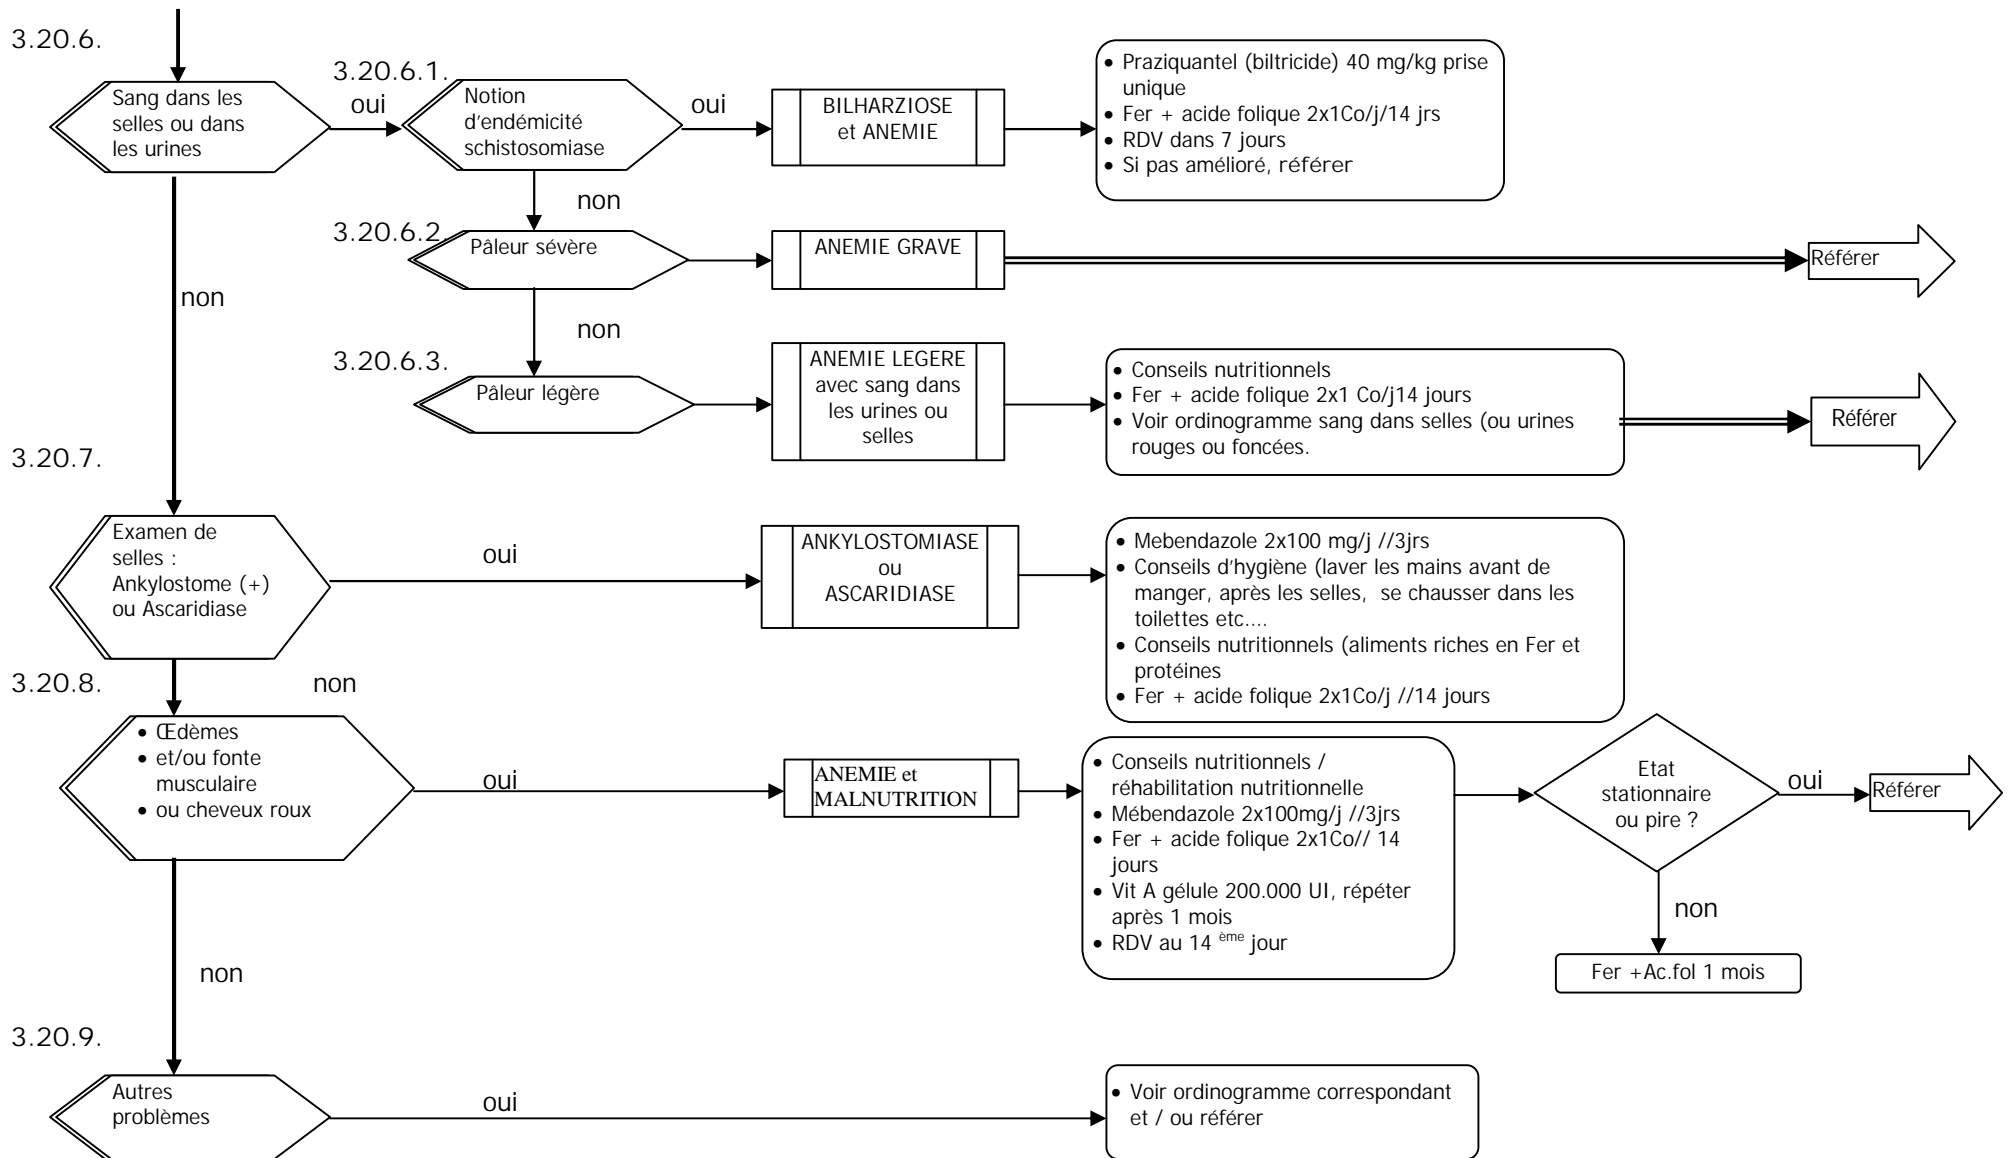 3.20.6.
Sang dans les
selles ou dans
les urines
oui
3.20.6.1.
Notion
d'endémicité
schistosomiase
oui
BILHARZIOSE
et ANEMIE
• Praziquantel (biltricide) 40 mg/kg prise
unique
• Fer + acide folique 2x1Co/j/14 jrs
• RDV dans 7 jours
• Si pas amélioré, référer
non
3.20.6.2.
Pâleur sévère
ANEMIE GRAVE
Référer
non
non
3.20.6.3.
Pâleur légère
ANEMIE LEGERE
avec sang dans
les urines ou
selles
• Conseils nutritionnels
• Fer + acide folique 2x1 Co/j14 jours
• Voir ordinogramme sang dans selles (ou urines
rouges ou foncées.
Référer
3.20.7.
Examen de
selles :
Ankylostome (+)
ou Ascaridiase
oui
ANKYLOSTOMIASE
ou
ASCARIDIASE
• Mebendazole 2x100 mg/j //3jrs
• Conseils d'hygiène (laver les mains avant de
manger, après les selles, se chausser dans les
toilettes etc....
• Conseils nutritionnels (aliments riches en Fer et
protéines
• Fer + acide folique 2x1Co/j //14 jours
non
3.20.8.
• Œdèmes
• et/ou fonte
musculaire
• ou cheveux roux
oui
ANEMIE et
MALNUTRITION
• Conseils nutritionnels /
réhabilitation nutritionnelle
• Mébendazole 2x100mg/j //3jrs
• Fer + acide folique 2x1Co// 14
jours
• Vit A gélule 200.000 UI, répéter
après 1 mois
• RDV au 14 ème jour
Etat
stationnaire
ou pire ?
oui
Référer
non
Fer +Ac.fol 1 mois
non
3.20.9.
Autres
problèmes
oui
• Voir ordinogramme correspondant
et / ou référer